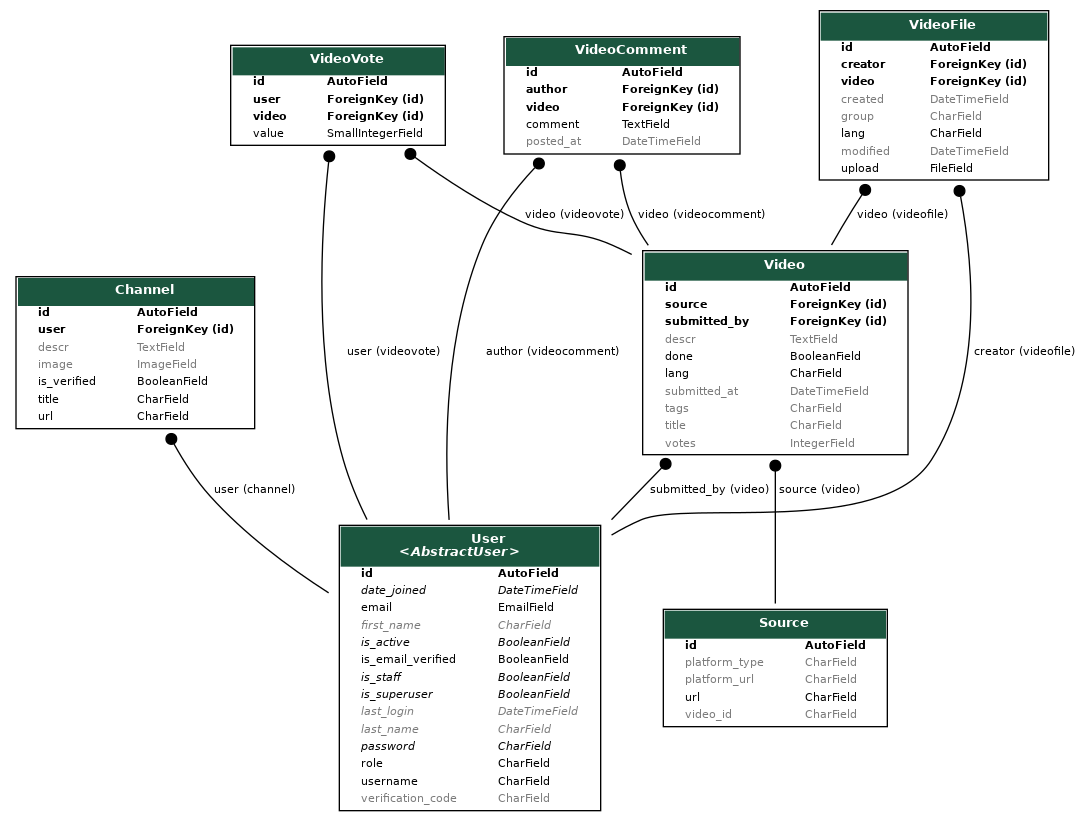 VideoVote
id AutoField
user ForeignKey (id)
video ForeignKey (id)
value SmallIntegerField
VideoComment
id AutoField
author ForeignKey (id)
video ForeignKey (id)
comment TextField
posted_at DateTimeField
VideoFile
id AutoField
creator ForeignKey (id)
video ForeignKey (id)
created DateTimeField
group CharField
lang CharField
modified DateTimeField
upload FileField
video (videovote)
video (videocomment)
video (videofile)
Channel
id AutoField
user ForeignKey (id)
descr TextField
image ImageField
is_verified BooleanField
title CharField
url CharField
Video
id AutoField
source ForeignKey (id)
submitted_by ForeignKey (id)
descr TextField
done BooleanField
lang CharField
submitted_at DateTimeField
tags CharField
title CharField
votes IntegerField
user (videovote)
author (videocomment)
creator (videofile)
user (channel)
submitted_by (video)
source (video)
User
<AbstractUser>
id AutoField
date_joined DateTimeField
email EmailField
first_name CharField
is_active BooleanField
is_email_verified BooleanField
is_staff BooleanField
is_superuser BooleanField
last_login DateTimeField
last_name CharField
password CharField
role CharField
username CharField
verification_code CharField
Source
id AutoField
platform_type CharField
platform_url CharField
url CharField
video_id CharField